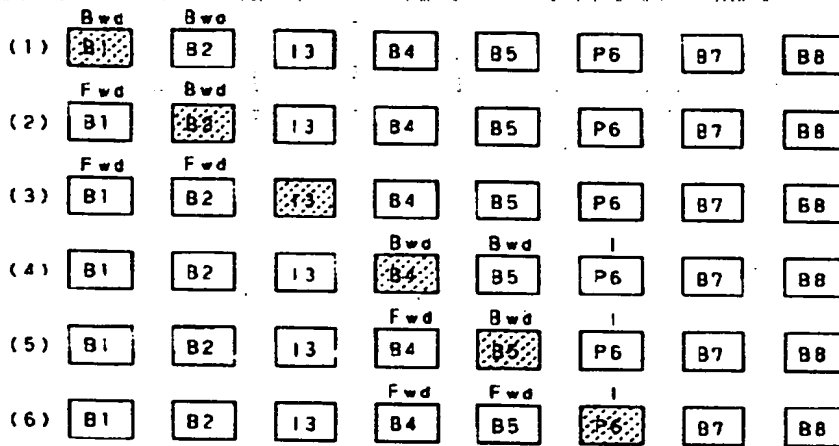 Bwd Bwd
(1) B1 B2 I3 B4 B5 P6 B7 B8
Fwd Bwd
(2) B1 B2 I3 B4 B5 P6 B7 B8
Fwd Fwd
(3) B1 B2 I3 B4 B5 P6 B7 B8
Bwd Bwd I
(4) B1 B2 I3 B4 B5 P6 B7 B8
Fwd Bwd I
(5) B1 B2 I3 B4 B5 P6 B7 B8
Fwd Fwd I
(6) B1 B2 I3 B4 B5 P6 B7 B8